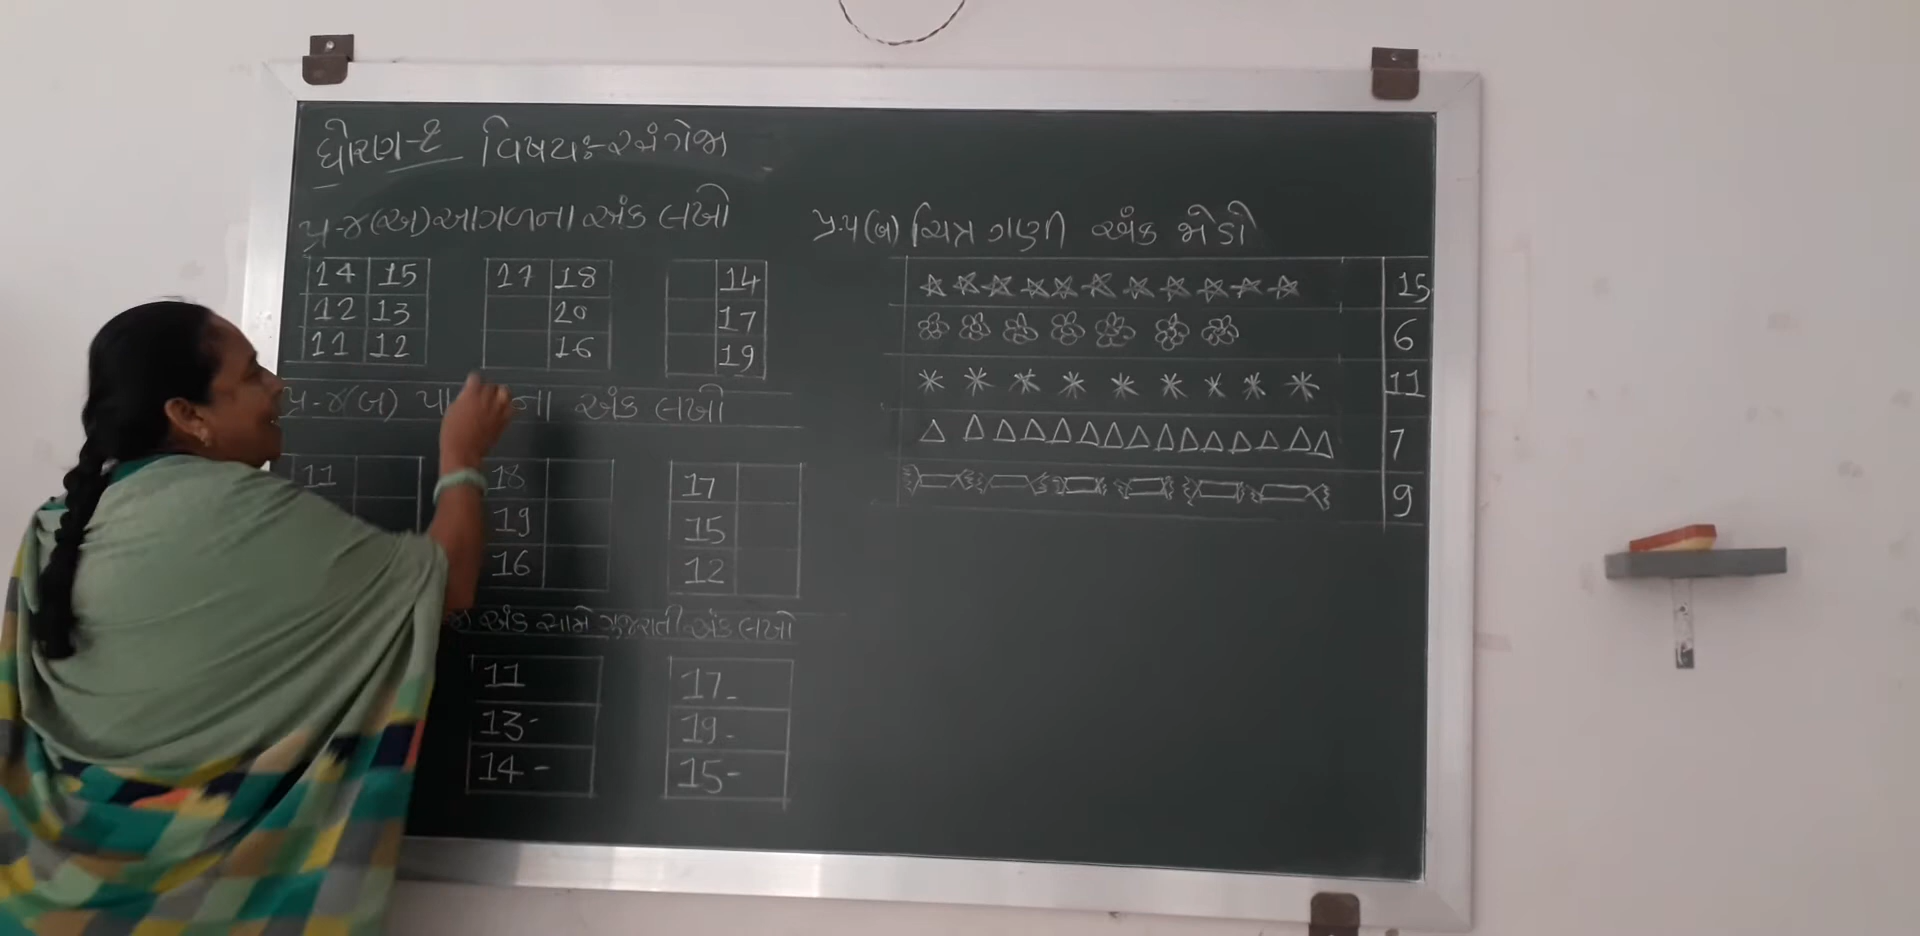 ધોરણ-૨ વિષયઃ-અંગ્રેજી
પ્ર-૪(અ) આગળના અંક લખો
14 15 17 18 14
12 13 20 17
11 12 16 19
પ્ર-૪(બ) ના અંક લખો
11 18 17
19 15
16 12
અંક સામે ગુજરાતી અંક લખો
11 17-
13- 19-
14- 15-
પ્ર.૫(બ) ચિત્ર ગણી અંક જોડો
15
6
11
7
9